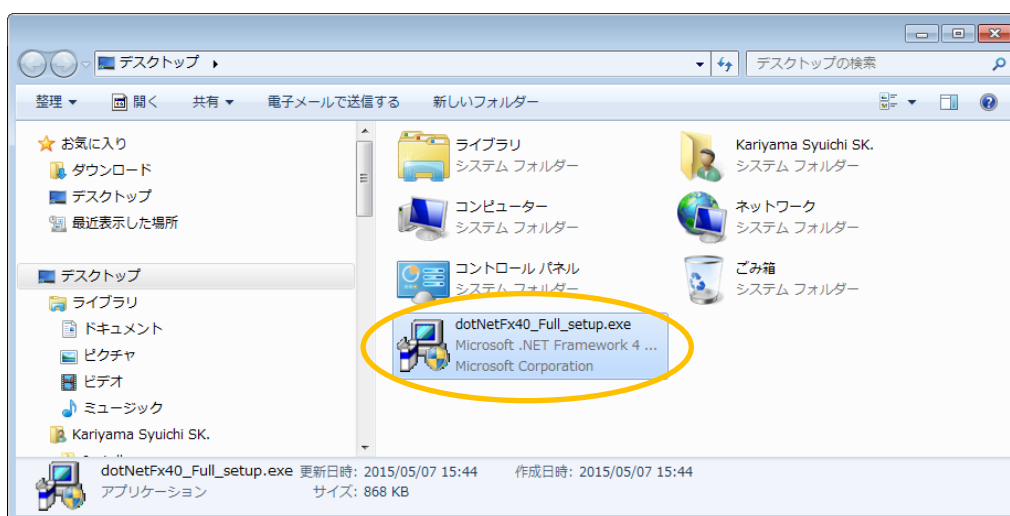 デスクトップ
デスクトップの検索
整理 開く 共有 電子メールで送信する 新しいフォルダー
お気に入り
ダウンロード
デスクトップ
最近表示した場所
デスクトップ
ライブラリ
ドキュメント
ピクチャ
ビデオ
ミュージック
Kariyama Syuichi SK.
ライブラリ
システム フォルダー
Kariyama Syuichi SK.
システム フォルダー
コンピューター
システム フォルダー
ネットワーク
システム フォルダー
コントロール パネル
システム フォルダー
ごみ箱
システム フォルダー
dotNetFx40_Full_setup.exe
Microsoft .NET Framework 4 ...
Microsoft Corporation
dotNetFx40_Full_setup.exe 更新日時: 2015/05/07 15:44 作成日時: 2015/05/07 15:44
アプリケーション サイズ: 868 KB